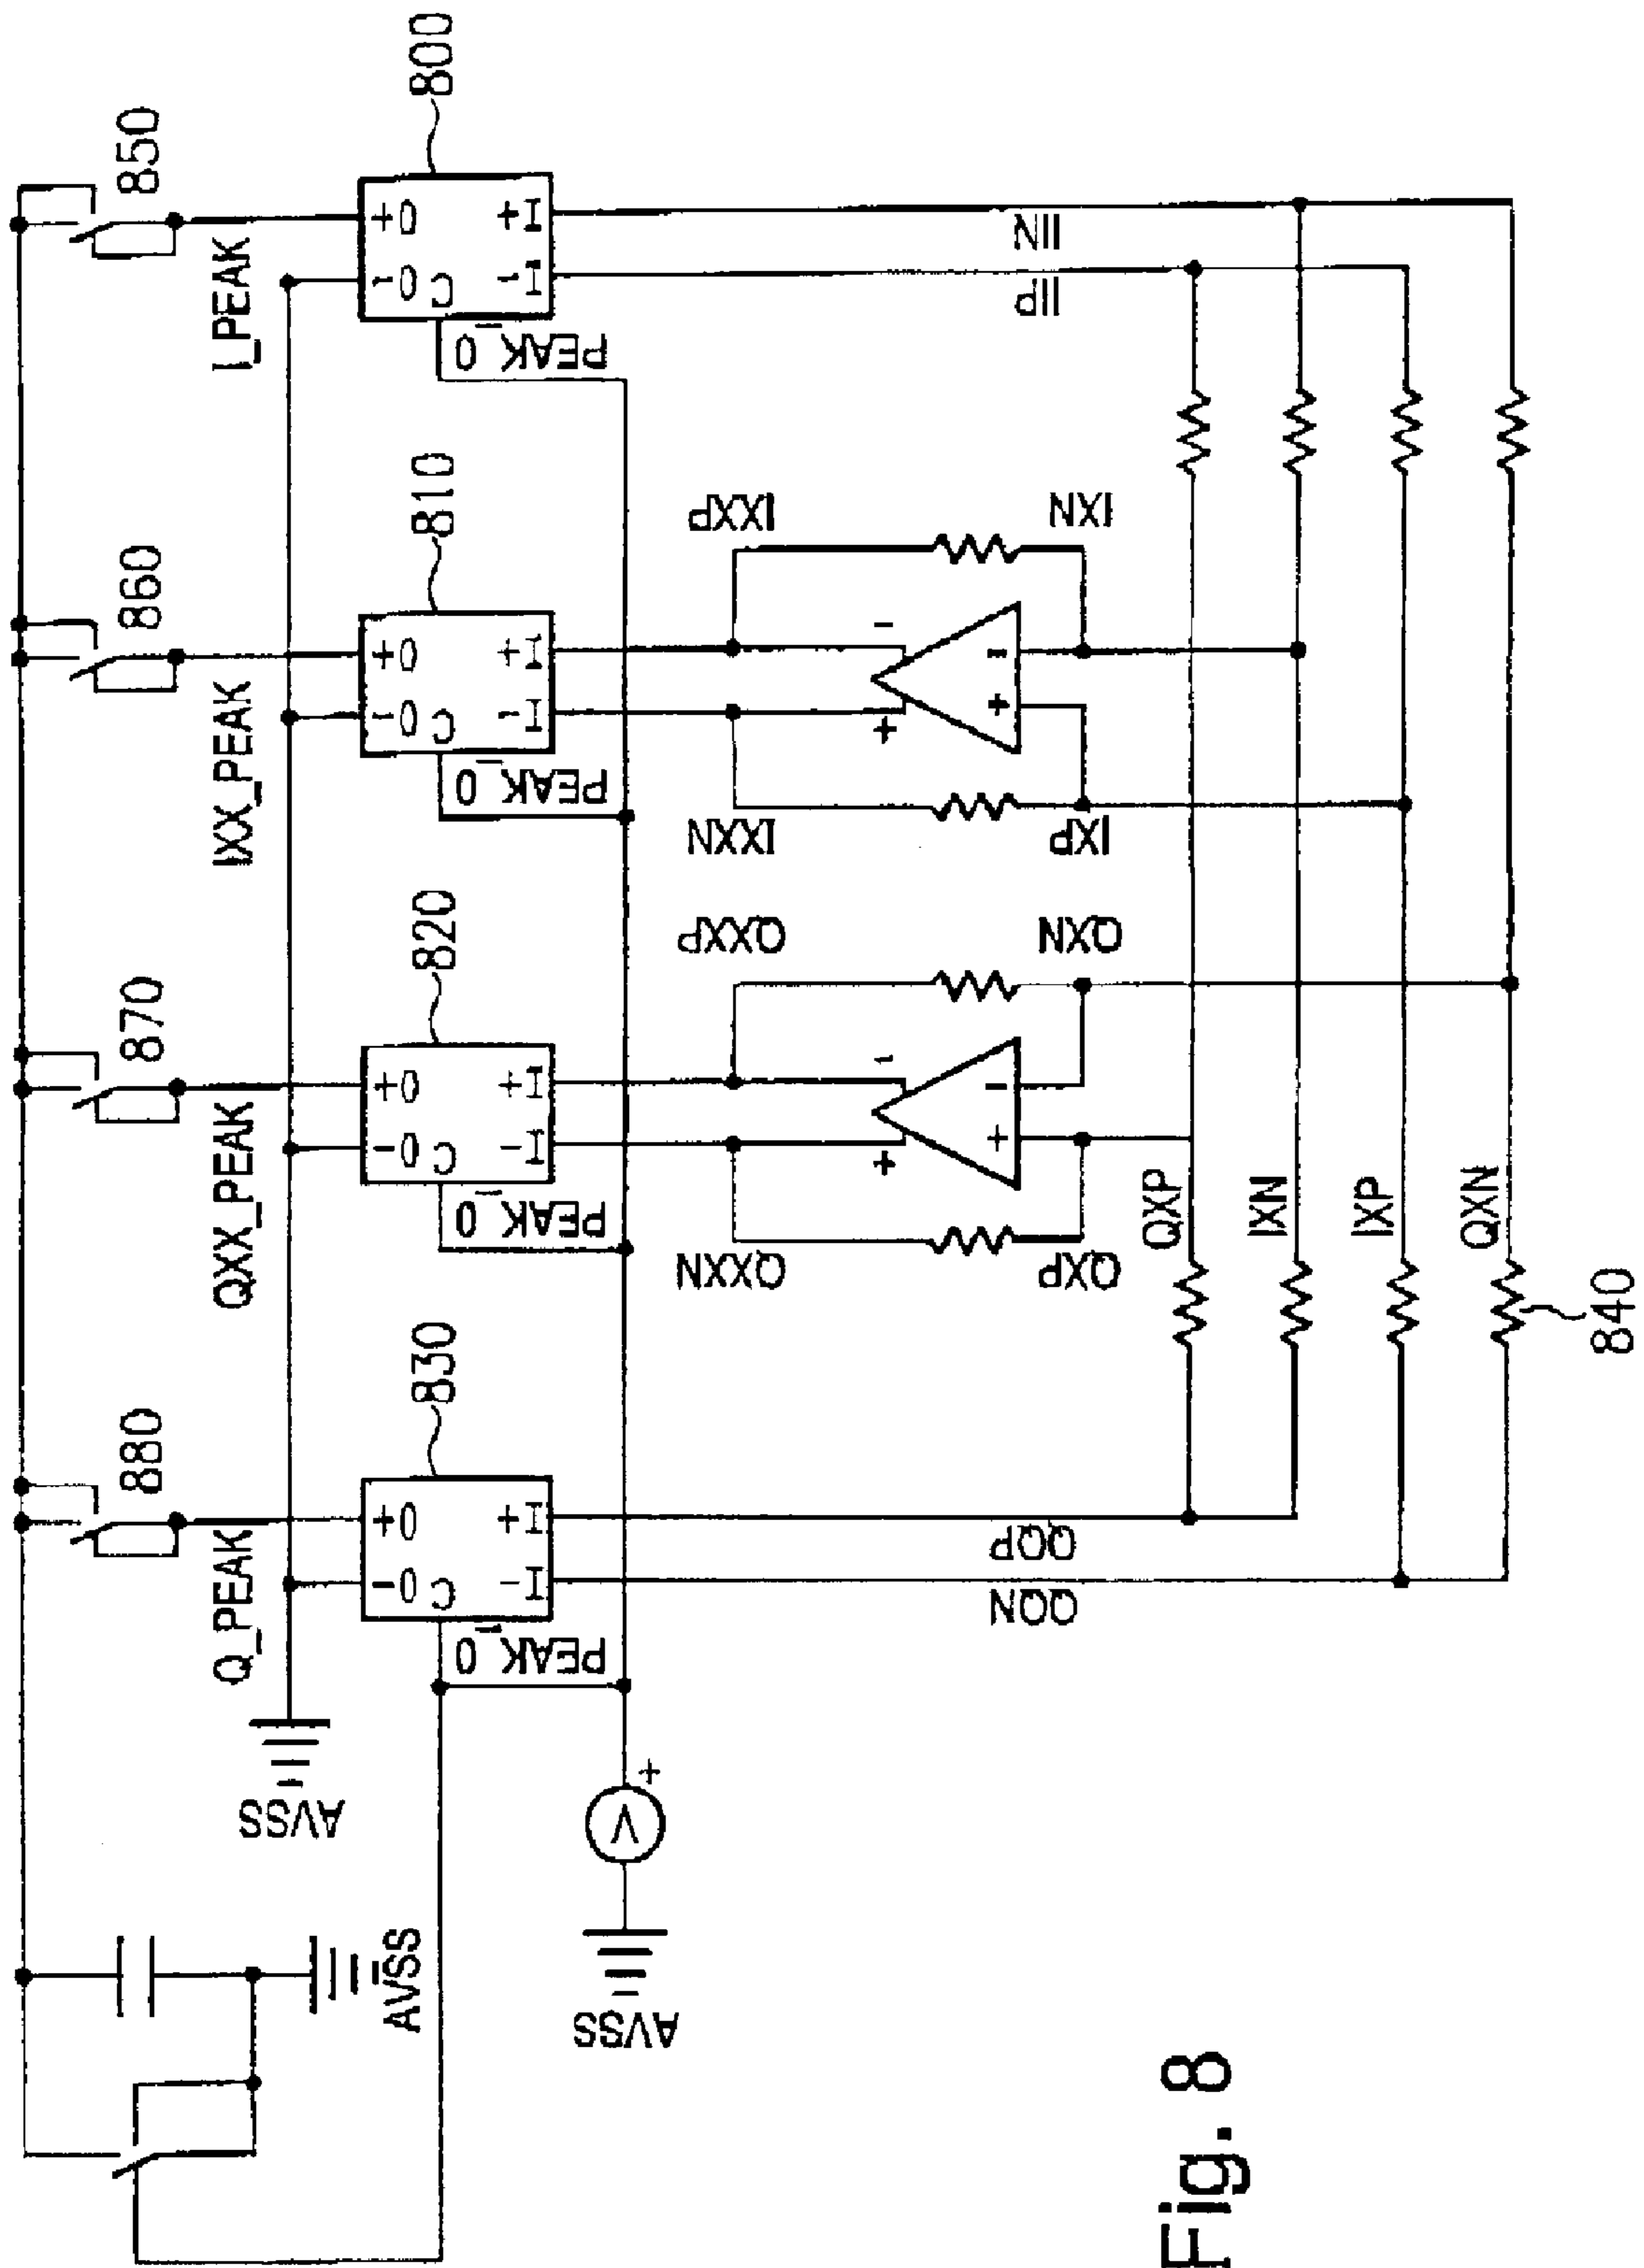 850
I_PEAK
800
O+
O-
C
I+
I-
PEAK_0
IIN
IIP
860
IXX_PEAK
810
O+
O-
C
I+
I-
PEAK_0
IXXP
IXN
-
+
-
+
IXXN
IXP
870
QXX_PEAK
820
O+
O-
C
I+
I-
PEAK_0
QXXP
QXN
-
+
-
+
QXXN
QXP
QXP
IXN
IXP
QXN
840
880
Q_PEAK
830
O+
O-
C
I+
I-
PEAK_0
QQP
QQN
AVSS
V
+
AVSS
AVSS
Fig. 8